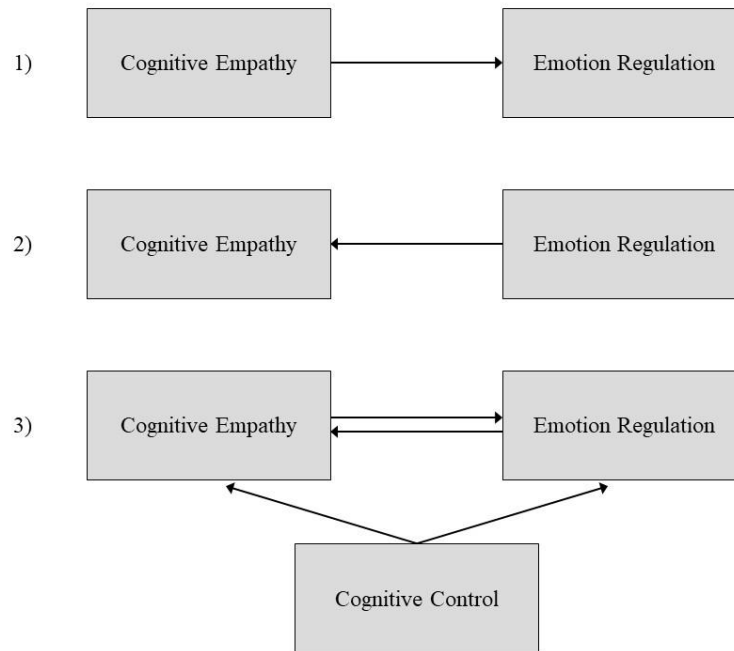 1)
Cognitive Empathy
Emotion Regulation
2)
Cognitive Empathy
Emotion Regulation
3)
Cognitive Empathy
Emotion Regulation
Cognitive Control